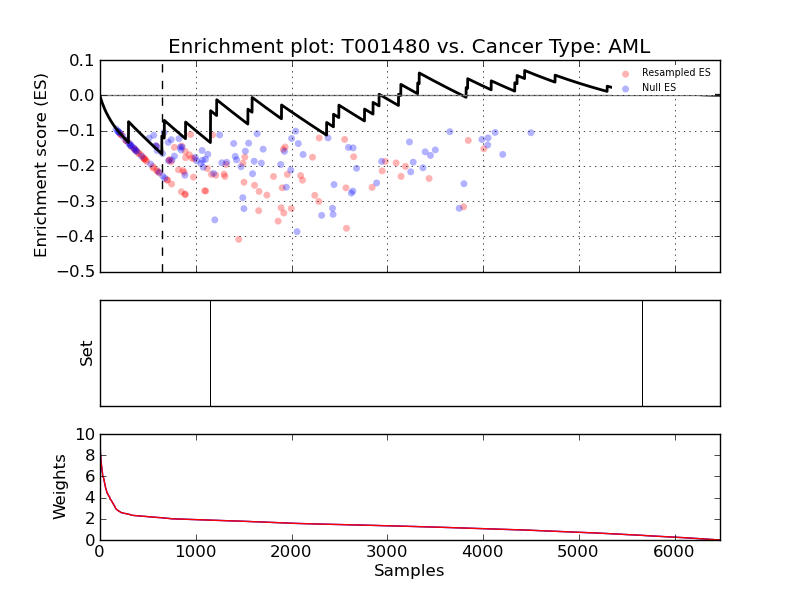 Enrichment plot: T001480 vs. Cancer Type: AML
Enrichment score (ES)
0.1
0.0
−0.1
−0.2
−0.3
−0.4
−0.5
Resampled ES
Null ES
Set
Weights
10
8
6
4
2
0
0 1000 2000 3000 4000 5000 6000
Samples